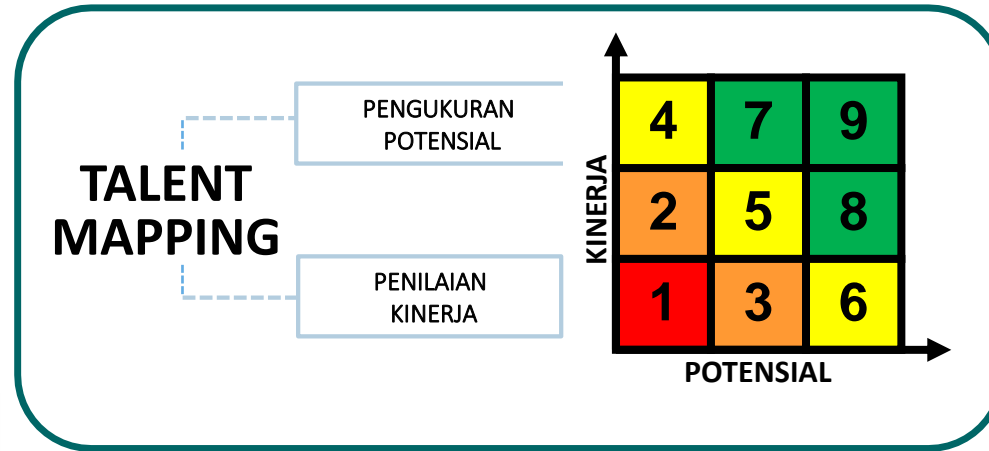 TALENT
MAPPING
PENGUKURAN
POTENSIAL
PENILAIAN
KINERJA
KINERJA
4 7 9
2 5 8
1 3 6
POTENSIAL